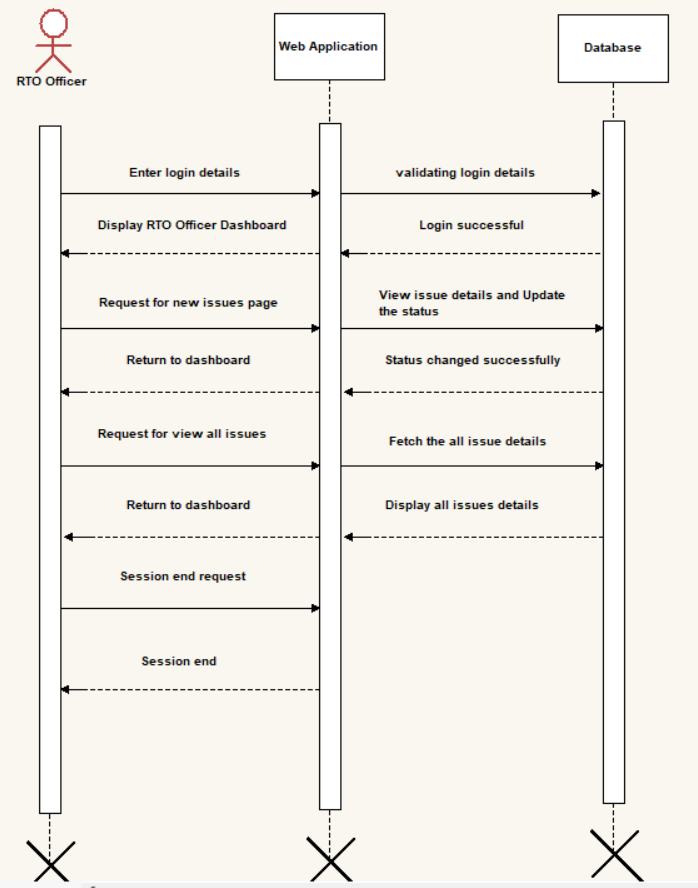 RTO Officer
Web Application
Database
Enter login details
validating login details
Display RTO Officer Dashboard
Login successful
Request for new issues page
View issue details and Update
the status
Return to dashboard
Status changed successfully
Request for view all issues
Fetch the all issue details
Return to dashboard
Display all issues details
Session end request
Session end